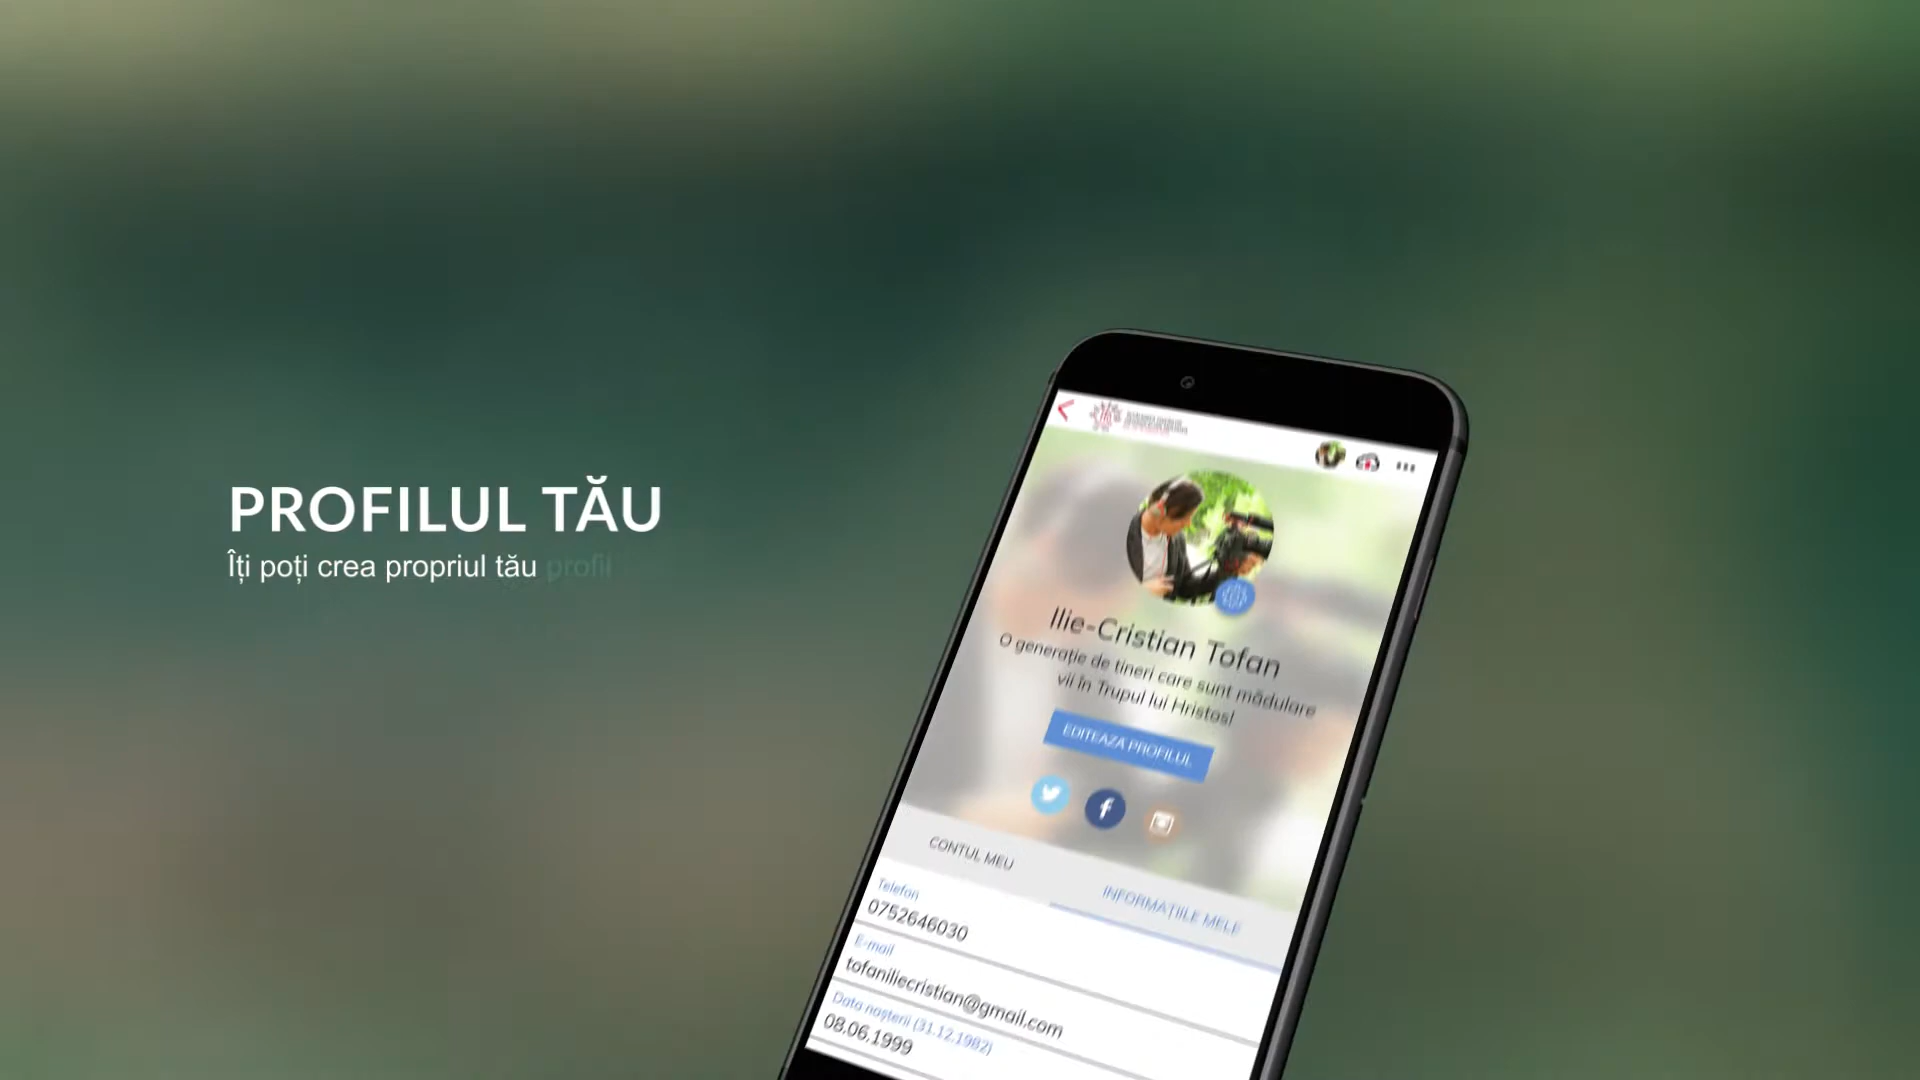 PROFILUL TĂU
Îți poți crea propriul tău profil
Ilie-Cristian Tofan
O generație de tineri care sunt mădulare
vii în Trupul lui Hristos!
EDITEAZĂ PROFILUL
CONTUL MEU
INFORMAȚIILE MELE
Telefon
0752646030
E-mail
tofaniliecristian@gmail.com
Data nașterii (31.12.1982)
08.06.1999